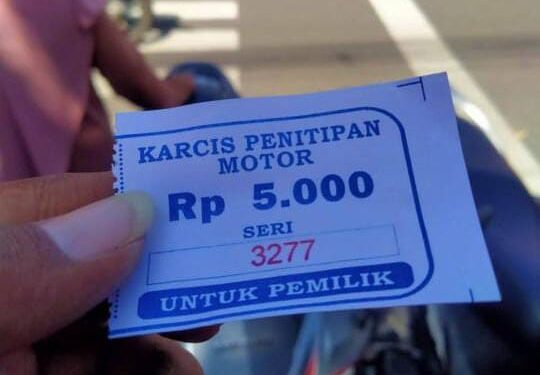 KARCIS PENITIPAN
MOTOR
Rp 5.000
SERI
3277
UNTUK PEMILIK